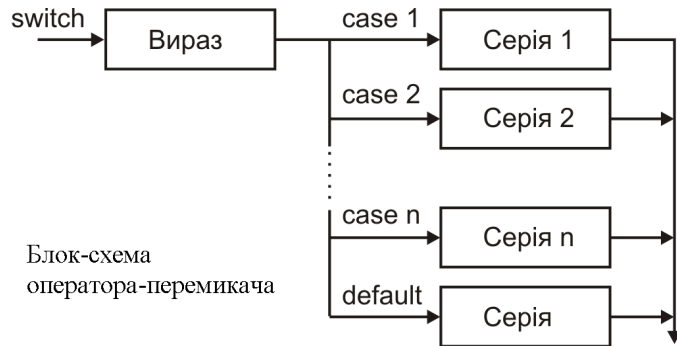 switch
Вираз
case 1
Серія 1
case 2
Серія 2
case n
Серія n
default
Серія
Блок-схема
оператора-перемикача